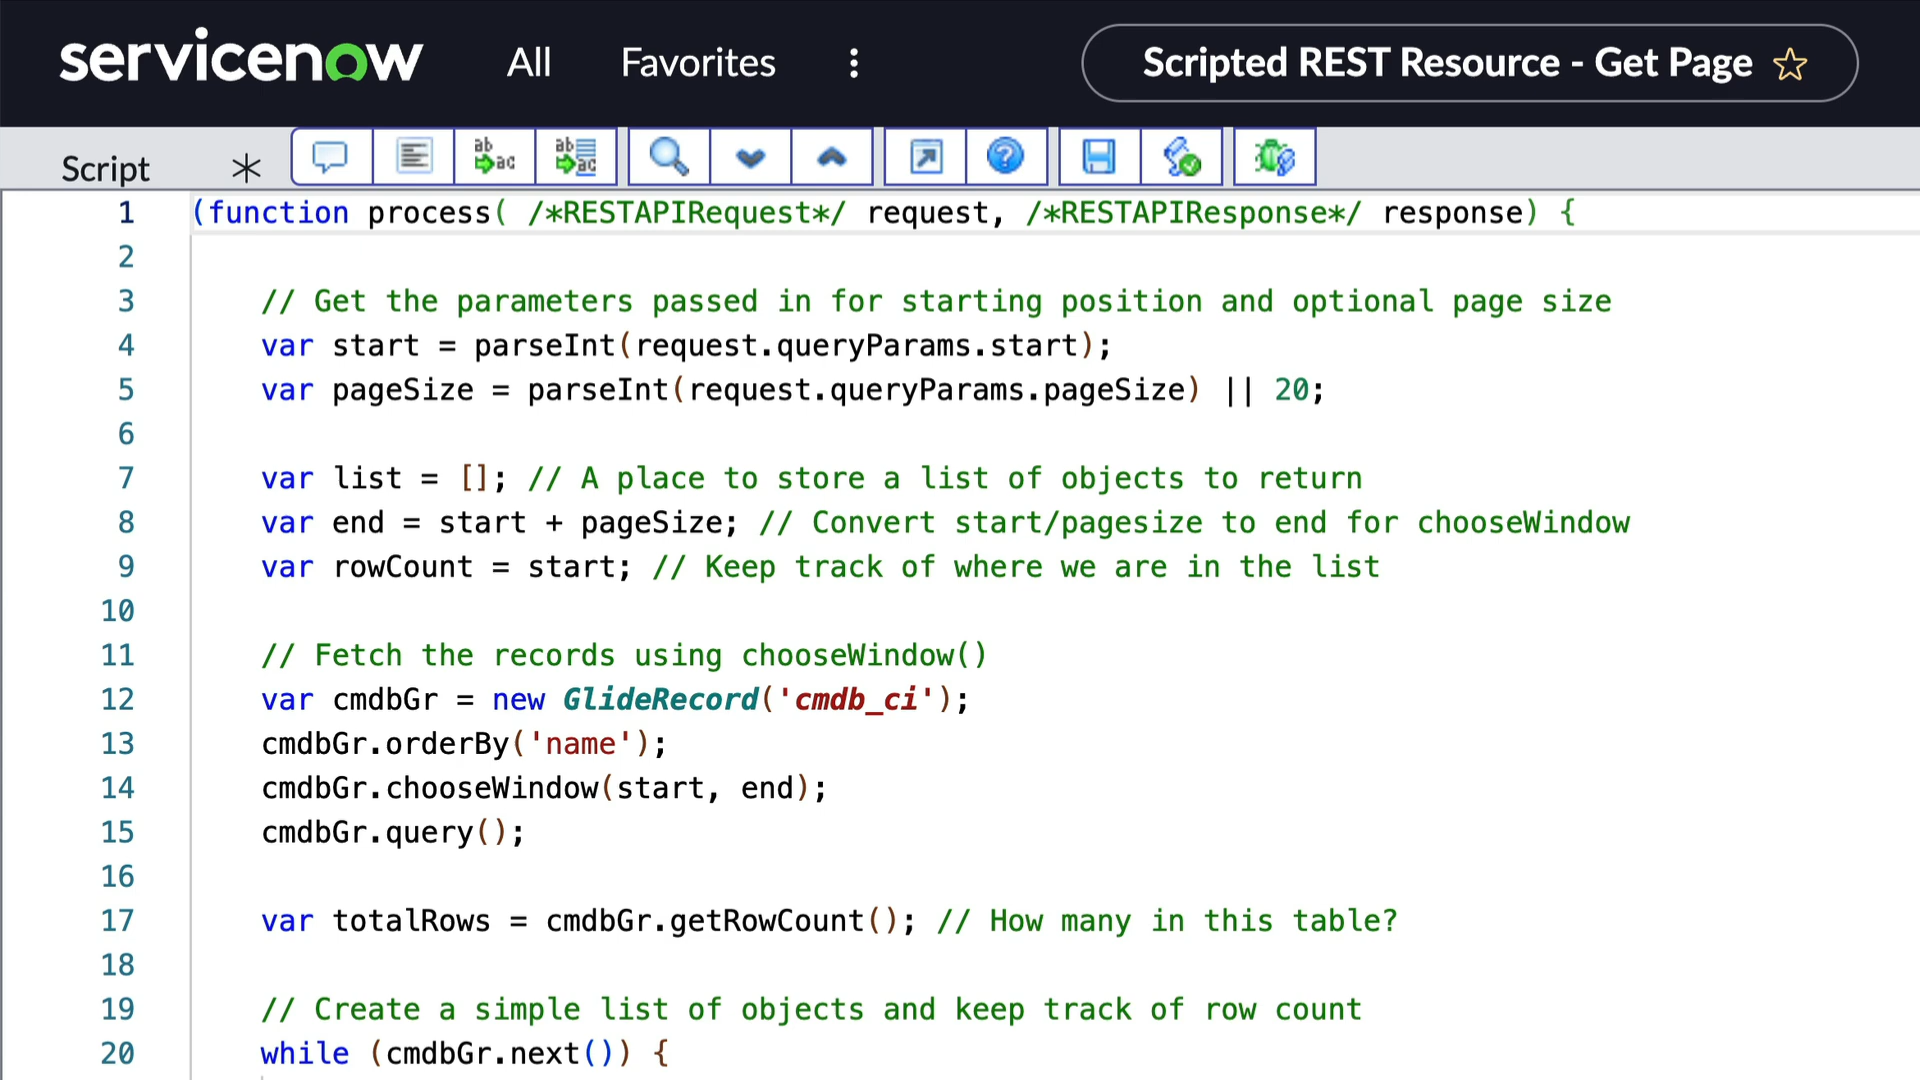 servicenow All Favorites Scripted REST Resource - Get Page
Script
1 (function process( /*RESTAPIRequest*/ request, /*RESTAPIResponse*/ response) {
2
3 // Get the parameters passed in for starting position and optional page size
4 var start = parseInt(request.queryParams.start);
5 var pageSize = parseInt(request.queryParams.pageSize) || 20;
6
7 var list = []; // A place to store a list of objects to return
8 var end = start + pageSize; // Convert start/pagesize to end for chooseWindow
9 var rowCount = start; // Keep track of where we are in the list
10
11 // Fetch the records using chooseWindow()
12 var cmdbGr = new GlideRecord('cmdb_ci');
13 cmdbGr.orderBy('name');
14 cmdbGr.chooseWindow(start, end);
15 cmdbGr.query();
16
17 var totalRows = cmdbGr.getRowCount(); // How many in this table?
18
19 // Create a simple list of objects and keep track of row count
20 while (cmdbGr.next()) {